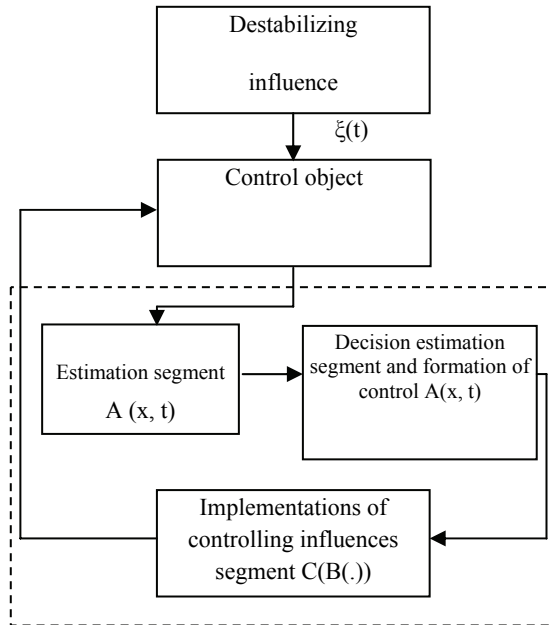 Destabilizing
influence
ξ(t)
Control object
Estimation segment
A (x, t)
Decision estimation
segment and formation of
control A(x, t)
Implementations of
controlling influences
segment C(B(.))